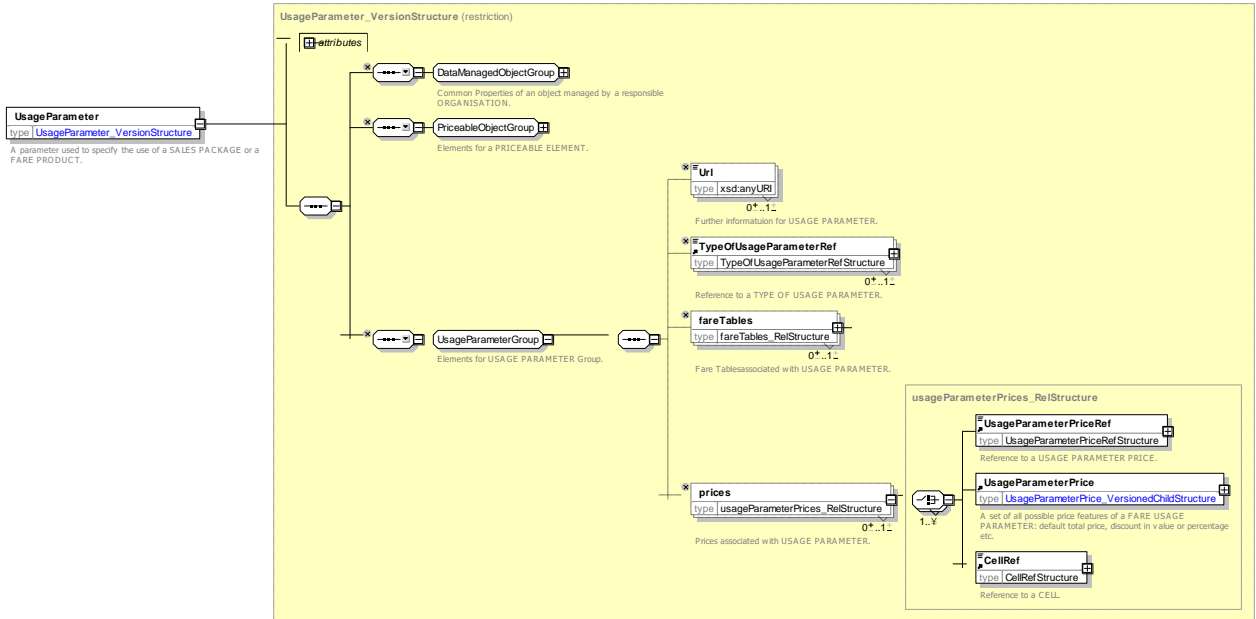 UsageParameter_VersionStructure (restriction)
attributes
DataManagedObjectGroup
Common Properties of an object managed by a responsible
ORGANISATION.
UsageParameter
type UsageParameter_VersionStructure
A parameter used to specify the use of a SALES PACKAGE or a
FARE PRODUCT.
PriceableObjectGroup
Elements for a PRICEABLE ELEMENT.
Url
type xsd:anyURI
0..1
Further informatuion for USAGE PARAMETER.
TypeOfUsageParameterRef
type TypeOfUsageParameterRefStructure
0..1
Reference to a TYPE OF USAGE PARAMETER.
fareTables
type fareTables_RelStructure
0..1
Fare Tablesassociated with USAGE PARAMETER.
UsageParameterGroup
Elements for USAGE PARAMETER Group.
usageParameterPrices_RelStructure
UsageParameterPriceRef
type UsageParameterPriceRefStructure
Reference to a USAGE PARAMETER PRICE.
prices
type usageParameterPrices_RelStructure
0..1
Prices associated with USAGE PARAMETER.
1..¥
UsageParameterPrice
type UsageParameterPrice_VersionedChildStructure
A set of all possible price features of a FARE USAGE
PARAMETER: default total price, discount in value or percentage
etc.
CellRef
type CellRefStructure
Reference to a CELL.